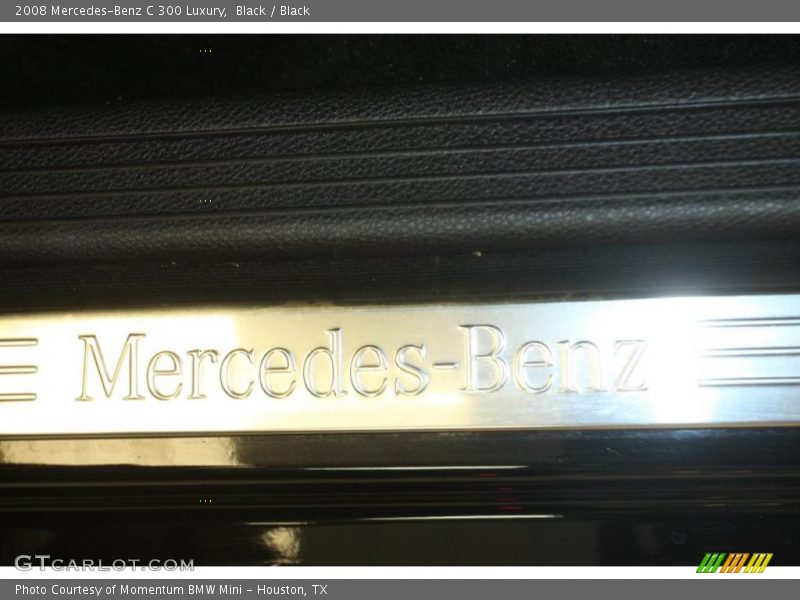 2008 Mercedes-Benz C 300 Luxury,  Black / Black
Mercedes-Benz
GTCARLOT.COM
Photo Courtesy of Momentum BMW Mini - Houston, TX